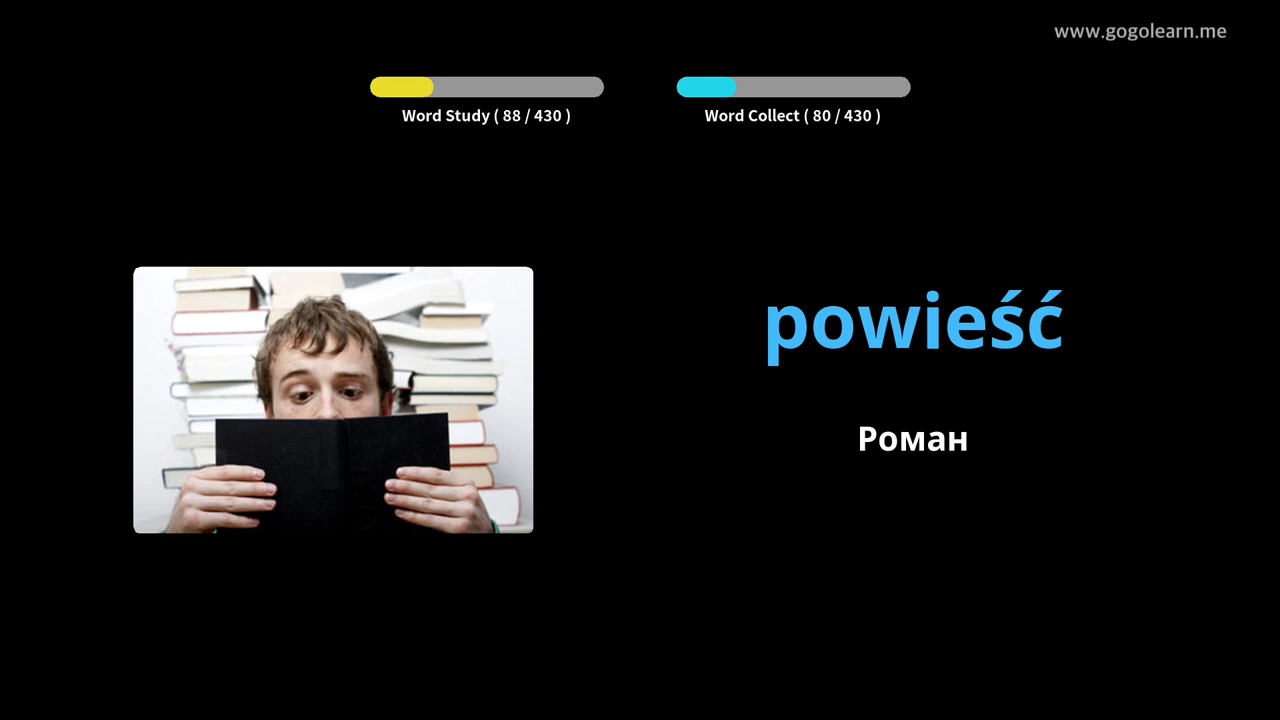 www.gogolearn.me
Word Study ( 88 / 430 )
Word Collect ( 80 / 430 )
powieść
Роман